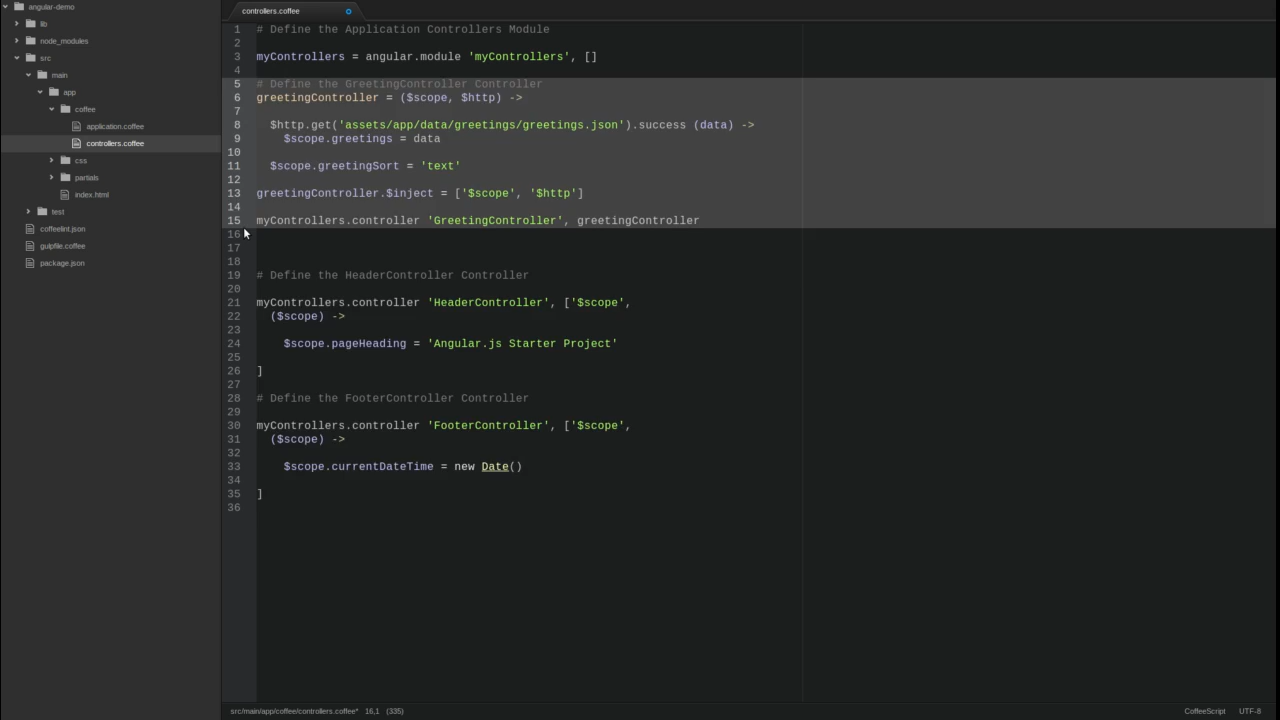 angular-demo
lib
node_modules
src
main
app
coffee
application.coffee
controllers.coffee
css
partials
index.html
test
coffeelint.json
gulpfile.coffee
package.json
controllers.coffee
1 # Define the Application Controllers Module
2
3 myControllers = angular.module 'myControllers', []
4
5 # Define the GreetingController Controller
6 greetingController = ($scope, $http) ->
7
8   $http.get('assets/app/data/greetings/greetings.json').success (data) ->
9     $scope.greetings = data
10
11   $scope.greetingSort = 'text'
12
13 greetingController.$inject = ['$scope', '$http']
14
15 myControllers.controller 'GreetingController', greetingController
16
17
18
19 # Define the HeaderController Controller
20
21 myControllers.controller 'HeaderController', ['$scope',
22   ($scope) ->
23
24     $scope.pageHeading = 'Angular.js Starter Project'
25
26 ]
27
28 # Define the FooterController Controller
29
30 myControllers.controller 'FooterController', ['$scope',
31   ($scope) ->
32
33     $scope.currentDateTime = new Date()
34
35 ]
36
src/main/app/coffee/controllers.coffee* 16,1 (335)
CoffeeScript UTF-8